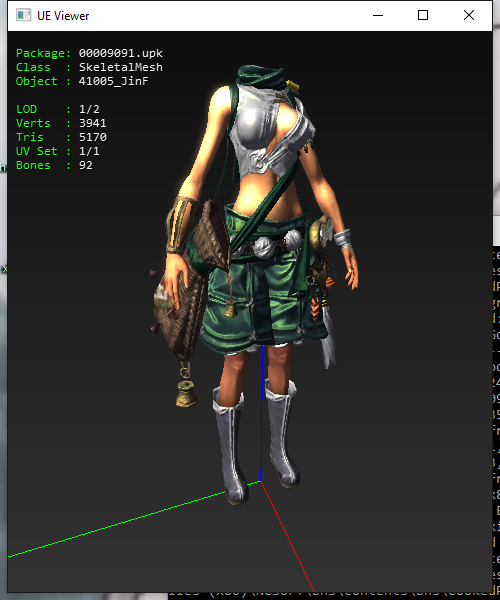 UE Viewer
Package: 00009091.upk
Class : SkeletalMesh
Object : 41005_JinF
LOD : 1/2
Verts : 3941
Tris : 5170
UV Set : 1/1
Bones : 92